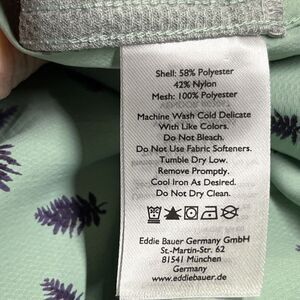 Shell: 58% Polyester
42% Nylon
Mesh: 100% Polyester
Machine Wash Cold Delicate
With Like Colors.
Do Not Bleach.
Do Not Use Fabric Softeners.
Tumble Dry Low.
Remove Promptly.
Cool Iron As Desired.
Do Not Dry Clean.
Eddie Bauer Germany GmbH
St.-Martin-Str. 62
81541 München
Germany
www.eddiebauer.de